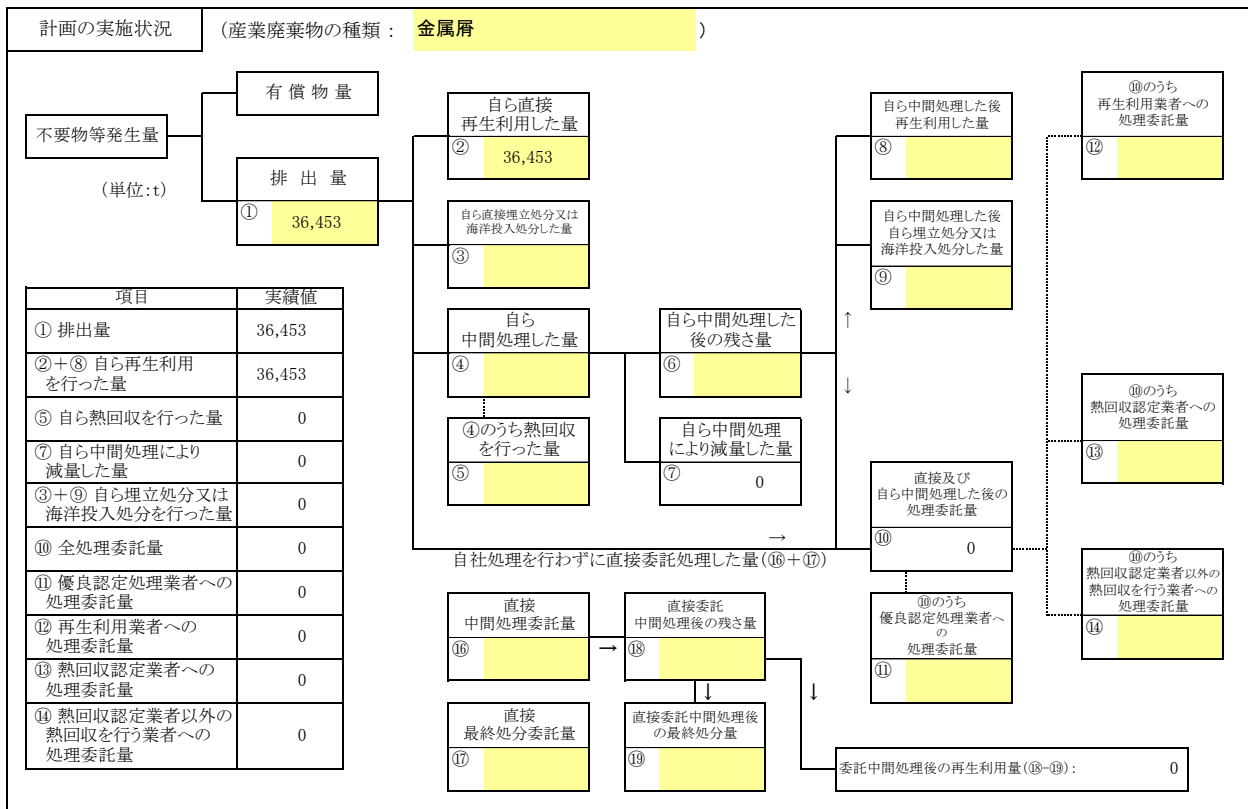 計画の実施状況
(産業廃棄物の種類： 金属屑 )
不要物等発生量
(単位:t)
有償物量
排出量
① 36,453
自ら直接
再生利用した量
② 36,453
自ら直接埋立処分又は
海洋投入処分した量
③
自ら
中間処理した量
④
④のうち熱回収
を行った量
⑤
自ら中間処理した
後の残さ量
⑥
自ら中間処理
により減量した量
⑦ 0
自ら中間処理した後
再生利用した量
⑧
自ら中間処理した後
自ら埋立処分又は
海洋投入処分した量
⑨
↑
↓
⑩のうち
再生利用業者への
処理委託量
⑫
⑩のうち
熱回収認定業者への
処理委託量
⑬
直接及び
自ら中間処理した後の
処理委託量
⑩ 0
⑩のうち
熱回収認定業者以外の
熱回収を行う業者への
処理委託量
⑭
→
自社処理を行わずに直接委託処理した量(⑯+⑰)
直接
中間処理委託量
⑯
→
直接委託
中間処理後の残さ量
⑱
↓
↓
⑩のうち
優良認定処理業者へ
の
処理委託量
⑪
直接
最終処分委託量
⑰
直接委託中間処理後
の最終処分量
⑲
委託中間処理後の再生利用量(⑱-⑲)： 0
項目 実績値
① 排出量 36,453
②+⑧ 自ら再生利用
を行った量 36,453
⑤ 自ら熱回収を行った量 0
⑦ 自ら中間処理により
減量した量 0
③+⑨ 自ら埋立処分又は
海洋投入処分を行った量 0
⑩ 全処理委託量 0
⑪ 優良認定処理業者への
処理委託量 0
⑫ 再生利用業者への
処理委託量 0
⑬ 熱回収認定業者への
処理委託量 0
⑭ 熱回収認定業者以外の
熱回収を行う業者への
処理委託量 0